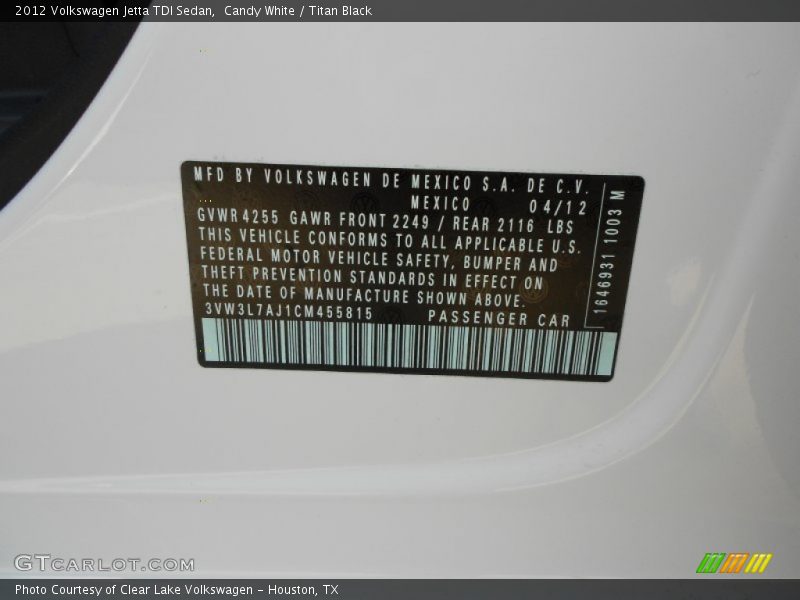 2012 Volkswagen Jetta TDI Sedan,  Candy White / Titan Black
MFD BY VOLKSWAGEN DE MEXICO S.A. DE C.V.
MEXICO 04/12
GVWR 4255 GAWR FRONT 2249 / REAR 2116 LBS
THIS VEHICLE CONFORMS TO ALL APPLICABLE U.S.
FEDERAL MOTOR VEHICLE SAFETY, BUMPER AND
THEFT PREVENTION STANDARDS IN EFFECT ON
THE DATE OF MANUFACTURE SHOWN ABOVE.
3VW3L7AJ1CM455815 PASSENGER CAR
1646931 1003 M
GTCARLOT.COM
Photo Courtesy of Clear Lake Volkswagen - Houston, TX